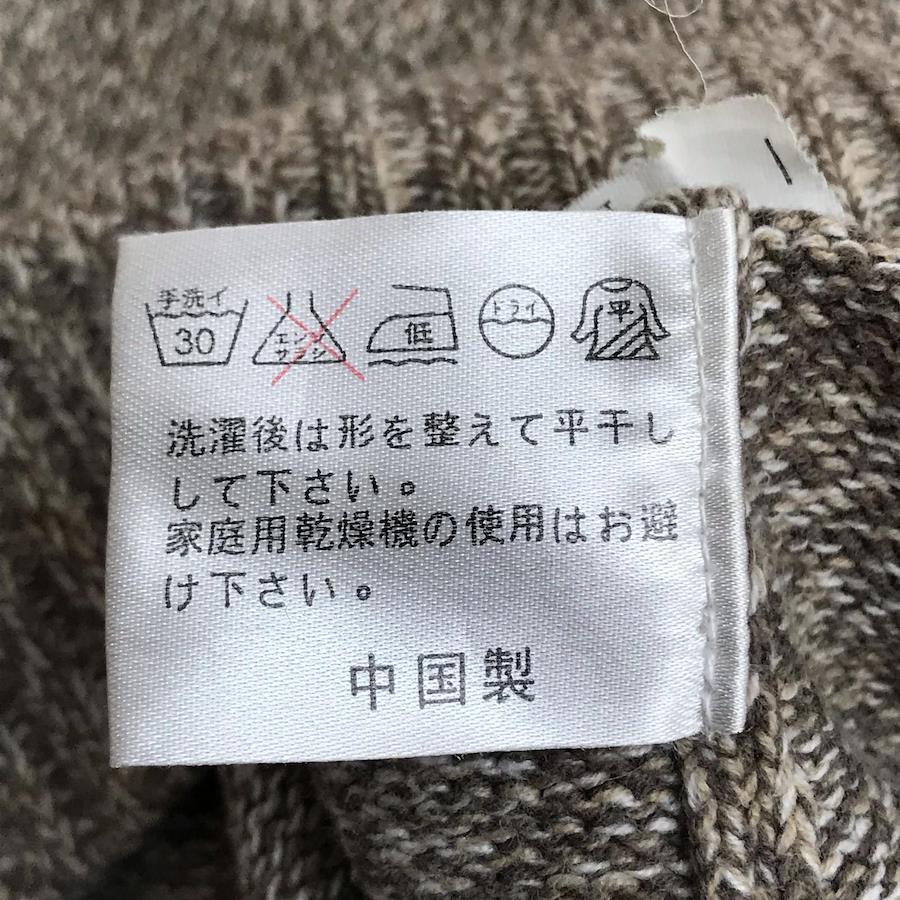 手洗イ
30
エンソ
サラシ
低
ドライ
平
洗濯後は形を整えて平干し
して下さい。
家庭用乾燥機の使用はお避
け下さい。
中国製